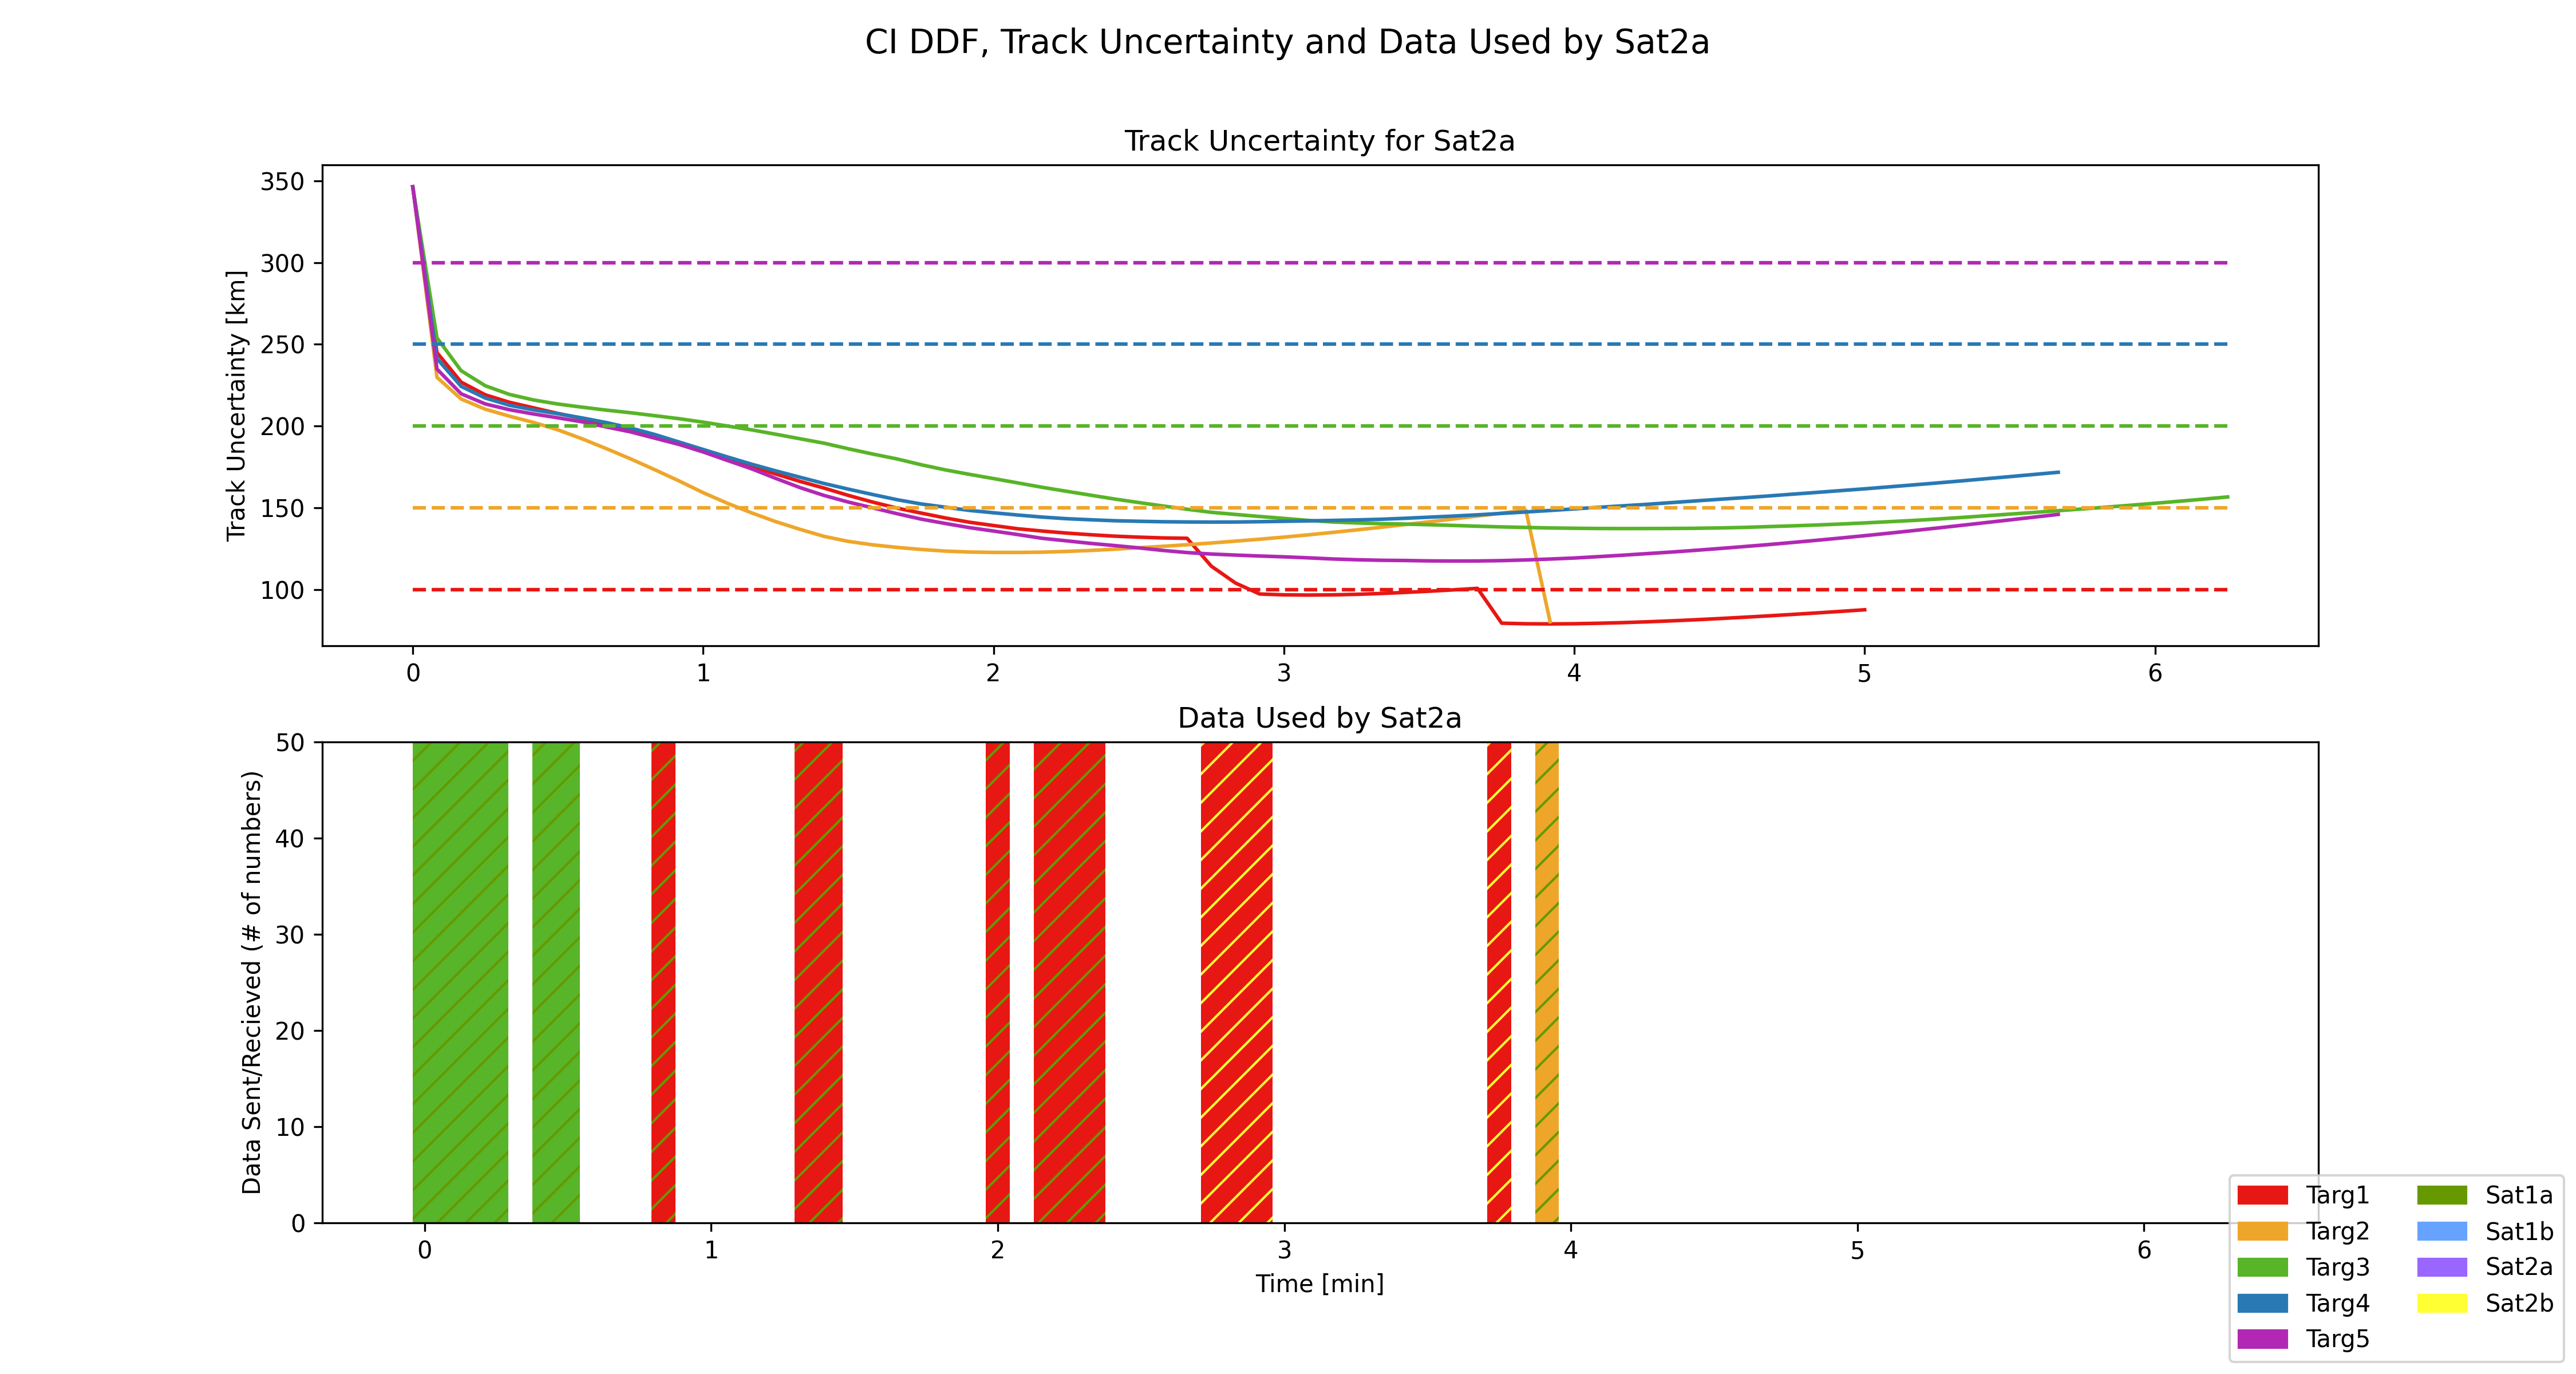 CI DDF, Track Uncertainty and Data Used by Sat2a
Track Uncertainty for Sat2a
Track Uncertainty [km]
350
300
250
200
150
100
0 1 2 3 4 5 6
Data Used by Sat2a
Data Sent/Recieved (# of numbers)
50
40
30
20
10
0
0 1 2 3 4 5 6
Time [min]
Targ1 Sat1a
Targ2 Sat1b
Targ3 Sat2a
Targ4 Sat2b
Targ5